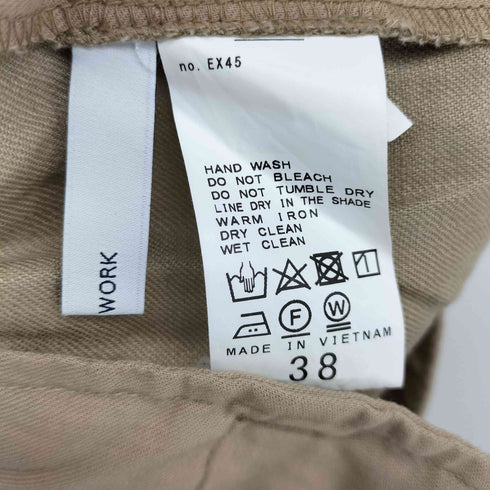 no. EX45
HAND WASH
DO NOT BLEACH
DO NOT TUMBLE DRY
LINE DRY IN THE SHADE
WARM IRON
DRY CLEAN
WET CLEAN
F W
MADE IN VIETNAM
38
WORK